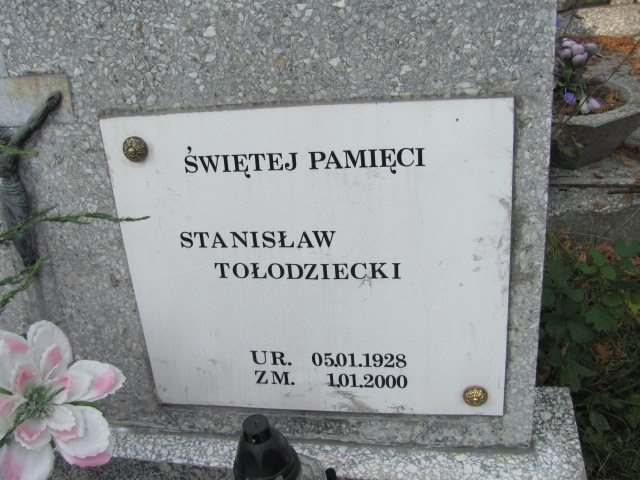 ŚWIĘTEJ PAMIĘCI
STANISŁAW
TOŁODZIECKI
UR. 05.01.1928
ZM. 1.01.2000